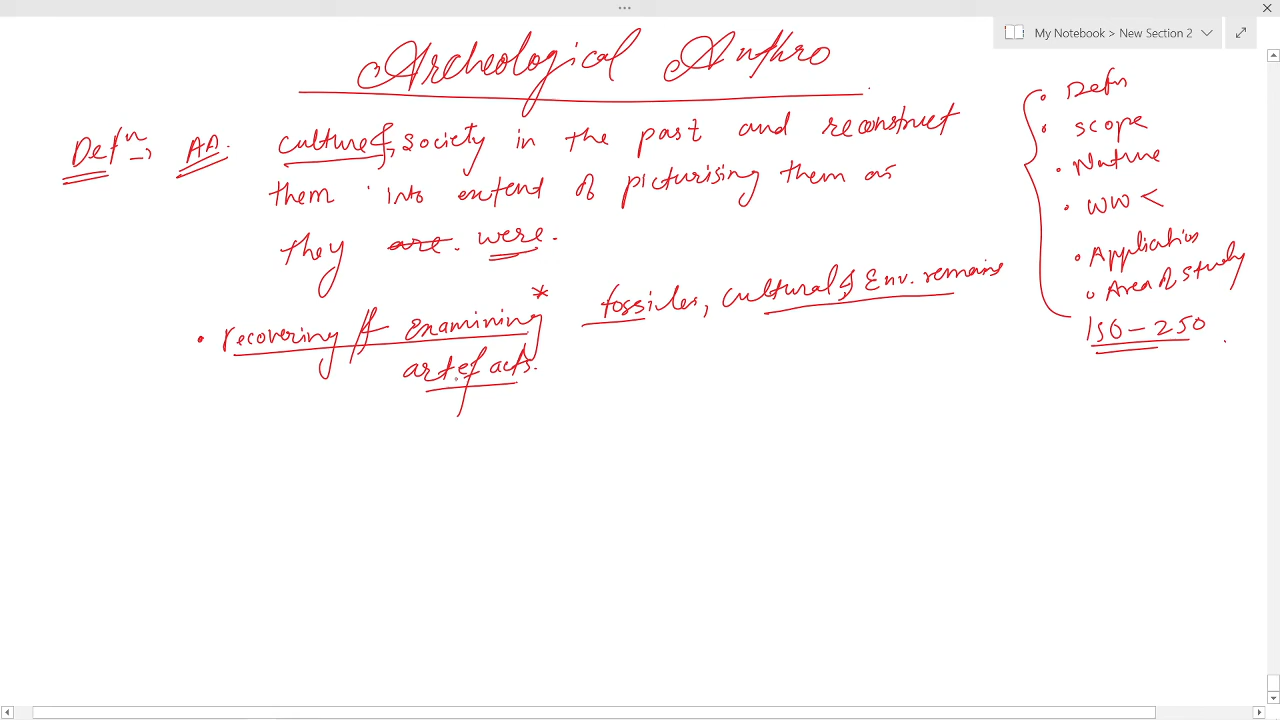 My Notebook > New Section 2
Archeological Anthro
Defn, AA. culture & society in the past and reconstruct
them into extend of picturising them as
they are. were.
• recovering & Examining * fossiles, cultural & Env. remains
artefacts.
• Defn
• scope
• Nature
• WW <
• Application
• Area of study
150 - 250